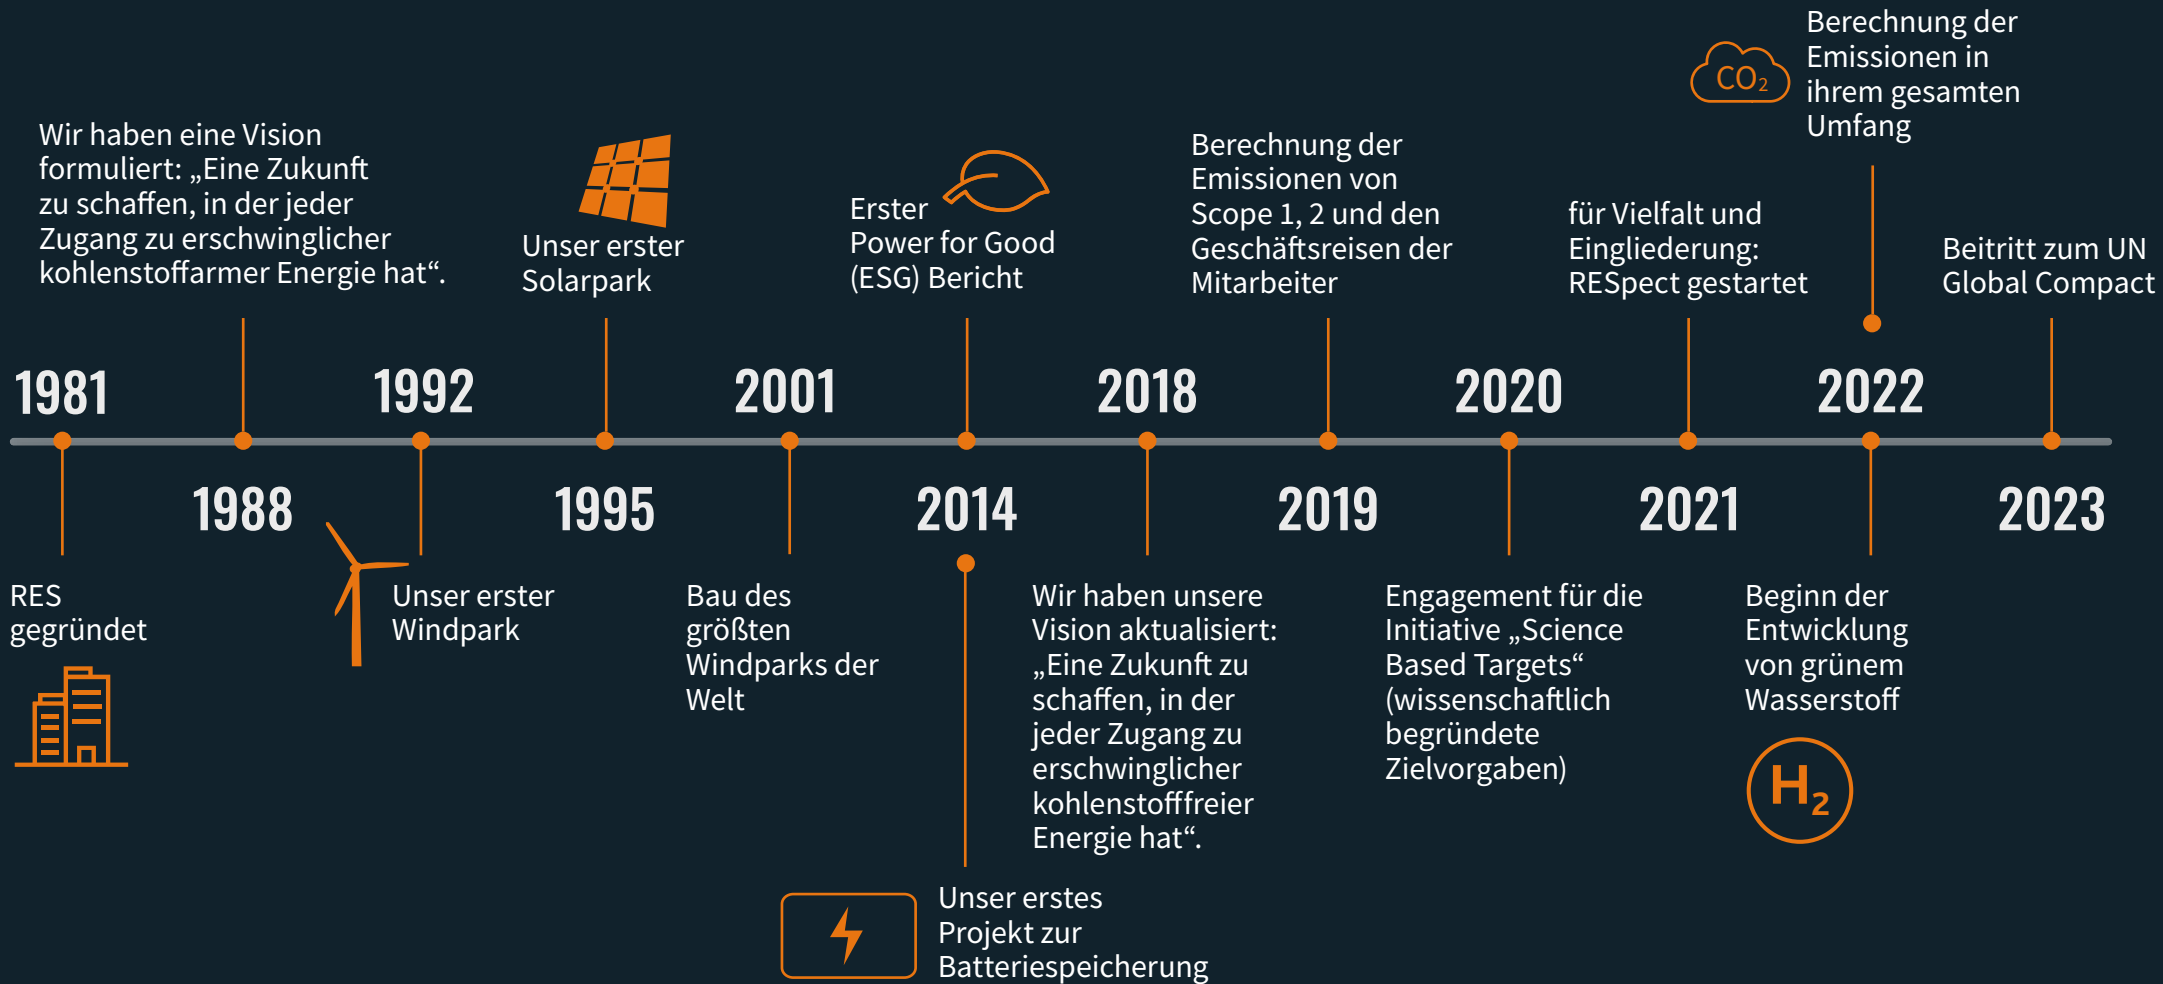 1981
RES
gegründet
Wir haben eine Vision
formuliert: „Eine Zukunft
zu schaffen, in der jeder
Zugang zu erschwinglicher
kohlenstoffarmer Energie hat“.
1988
1992
Unser erster
Windpark
Unser erster
Solarpark
1995
2001
Bau des
größten
Windparks der
Welt
Erster
Power for Good
(ESG) Bericht
2014
Unser erstes
Projekt zur
Batteriespeicherung
2018
Wir haben unsere
Vision aktualisiert:
„Eine Zukunft zu
schaffen, in der
jeder Zugang zu
erschwinglicher
kohlenstofffreier
Energie hat“.
Berechnung der
Emissionen von
Scope 1, 2 und den
Geschäftsreisen der
Mitarbeiter
2019
2020
Engagement für die
Initiative „Science
Based Targets“
(wissenschaftlich
begründete
Zielvorgaben)
für Vielfalt und
Eingliederung:
RESpect gestartet
2021
CO₂
Berechnung der
Emissionen in
ihrem gesamten
Umfang
2022
Beginn der
Entwicklung
von grünem
Wasserstoff
H₂
Beitritt zum UN
Global Compact
2023